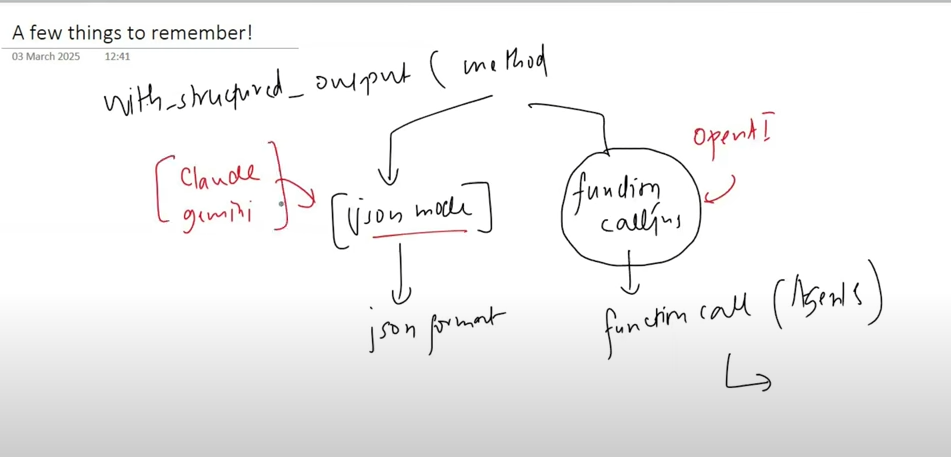 A few things to remember!
03 March 2025 12:41
with_structured_output ( method
OpenAI
[ Claude
gemini ]
[json mode]
function
calling
json format
function call (Agents)